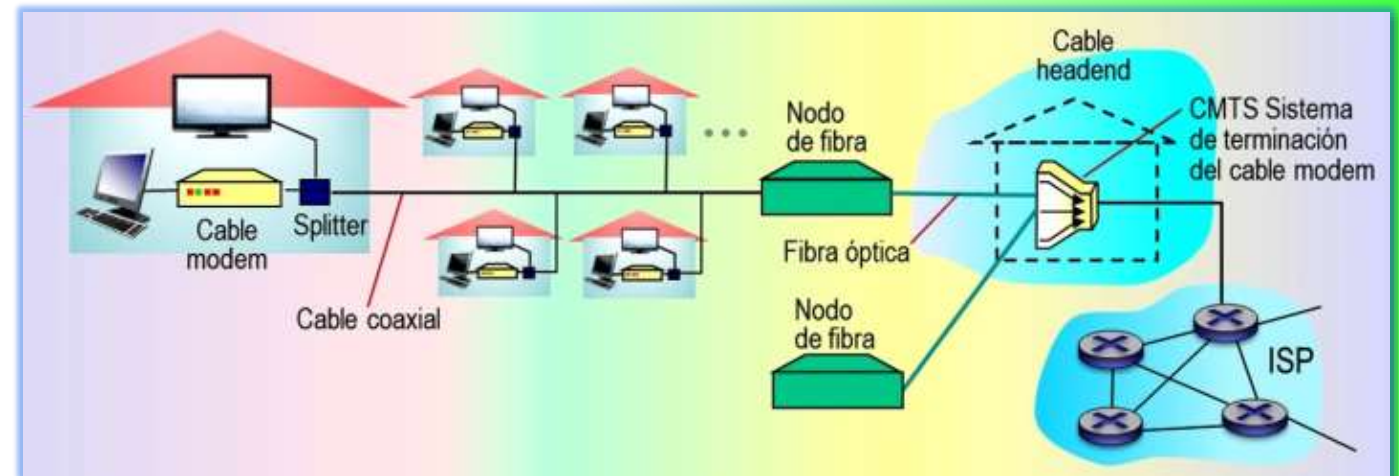 Cable
headend
Nodo
de fibra
CMTS Sistema
de terminación
del cable modem
Cable
modem
Splitter
Fibra óptica
Cable coaxial
Nodo
de fibra
ISP